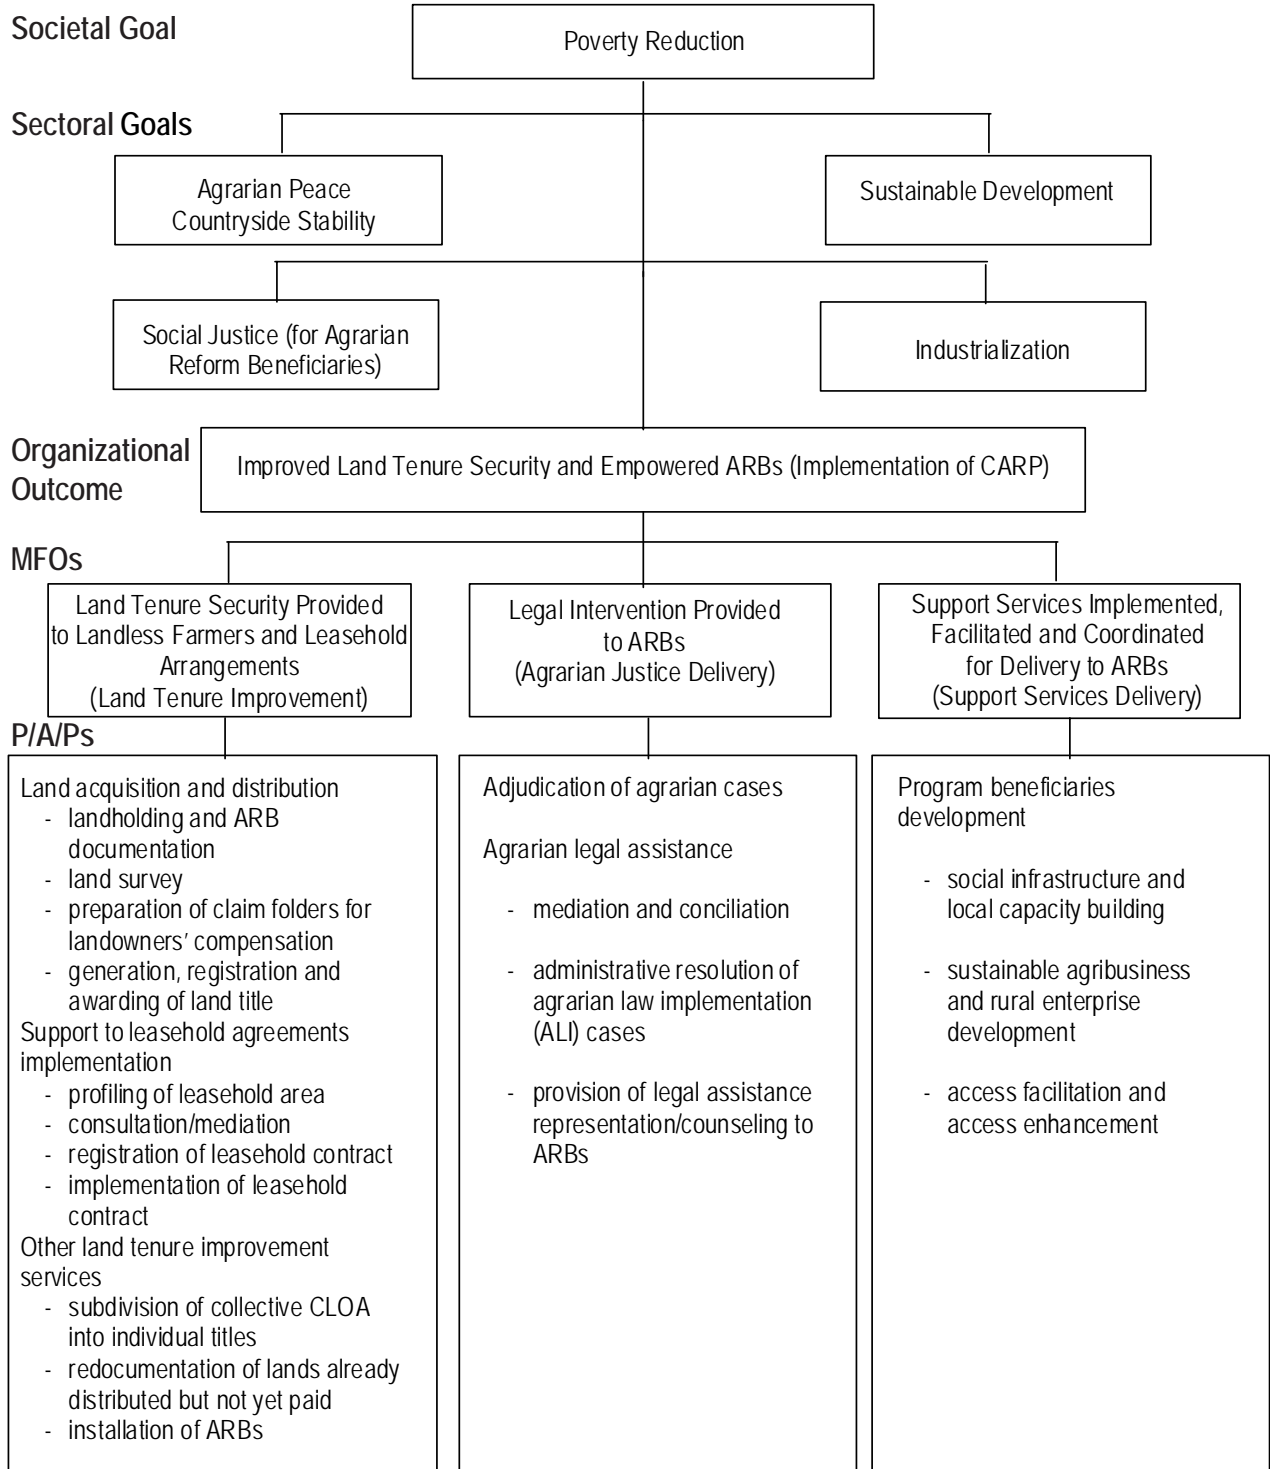 Societal Goal
Poverty Reduction
Sectoral Goals
Agrarian Peace
Countryside Stability
Sustainable Development
Social Justice (for Agrarian
Reform Beneficiaries)
Industrialization
Organizational
Outcome
Improved Land Tenure Security and Empowered ARBs (Implementation of CARP)
MFOs
Land Tenure Security Provided
to Landless Farmers and Leasehold
Arrangements
(Land Tenure Improvement)
Legal Intervention Provided
to ARBs
(Agrarian Justice Delivery)
Support Services Implemented,
Facilitated and Coordinated
for Delivery to ARBs
(Support Services Delivery)
P/A/Ps
Land acquisition and distribution
- landholding and ARB
documentation
- land survey
- preparation of claim folders for
landowners' compensation
- generation, registration and
awarding of land title
Support to leasehold agreements
implementation
- profiling of leasehold area
- consultation/mediation
- registration of leasehold contract
- implementation of leasehold
contract
Other land tenure improvement
services
- subdivision of collective CLOA
into individual titles
- redocumentation of lands already
distributed but not yet paid
- installation of ARBs
Adjudication of agrarian cases
Agrarian legal assistance
- mediation and conciliation
- administrative resolution of
agrarian law implementation
(ALI) cases
- provision of legal assistance
representation/counseling to
ARBs
Program beneficiaries
development
- social infrastructure and
local capacity building
- sustainable agribusiness
and rural enterprise
development
- access facilitation and
access enhancement